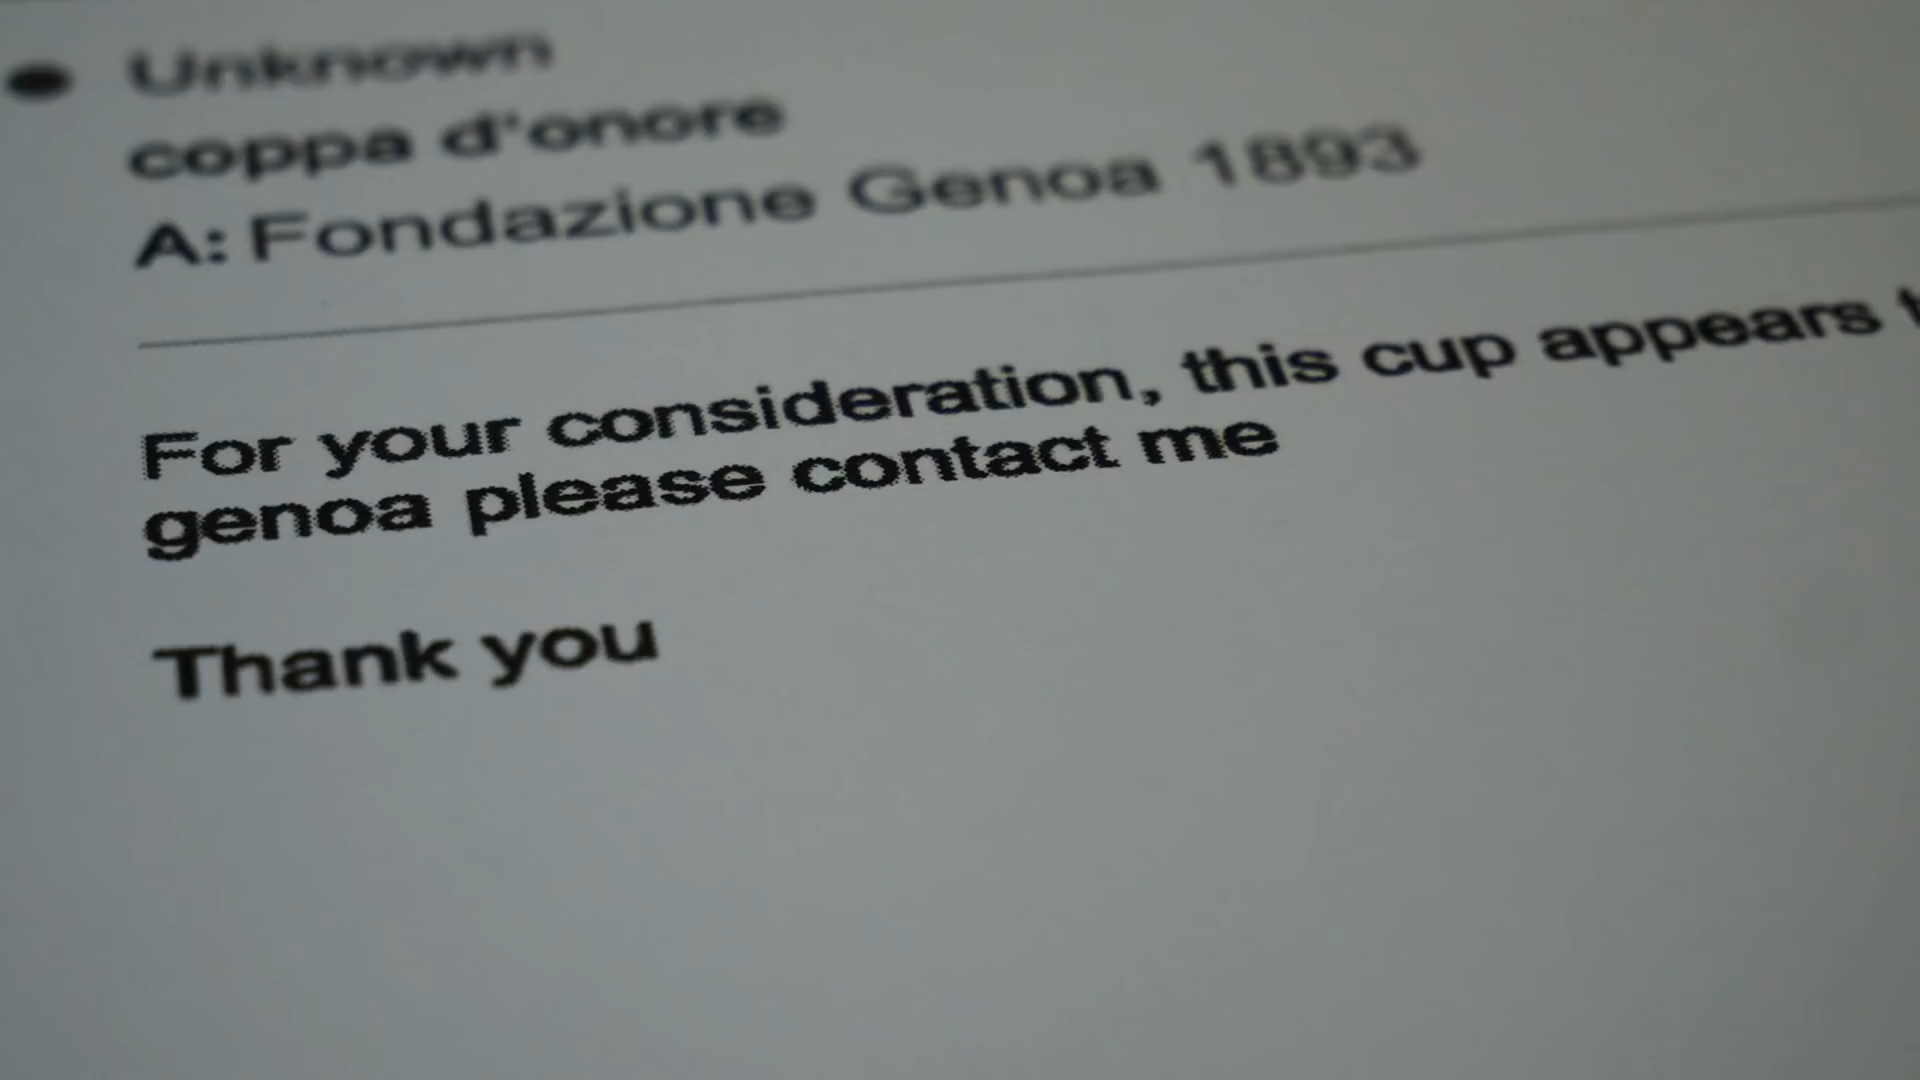 Unknown
coppa d'onore
A: Fondazione Genoa 1893
For your consideration, this cup appears
genoa please contact me
Thank you